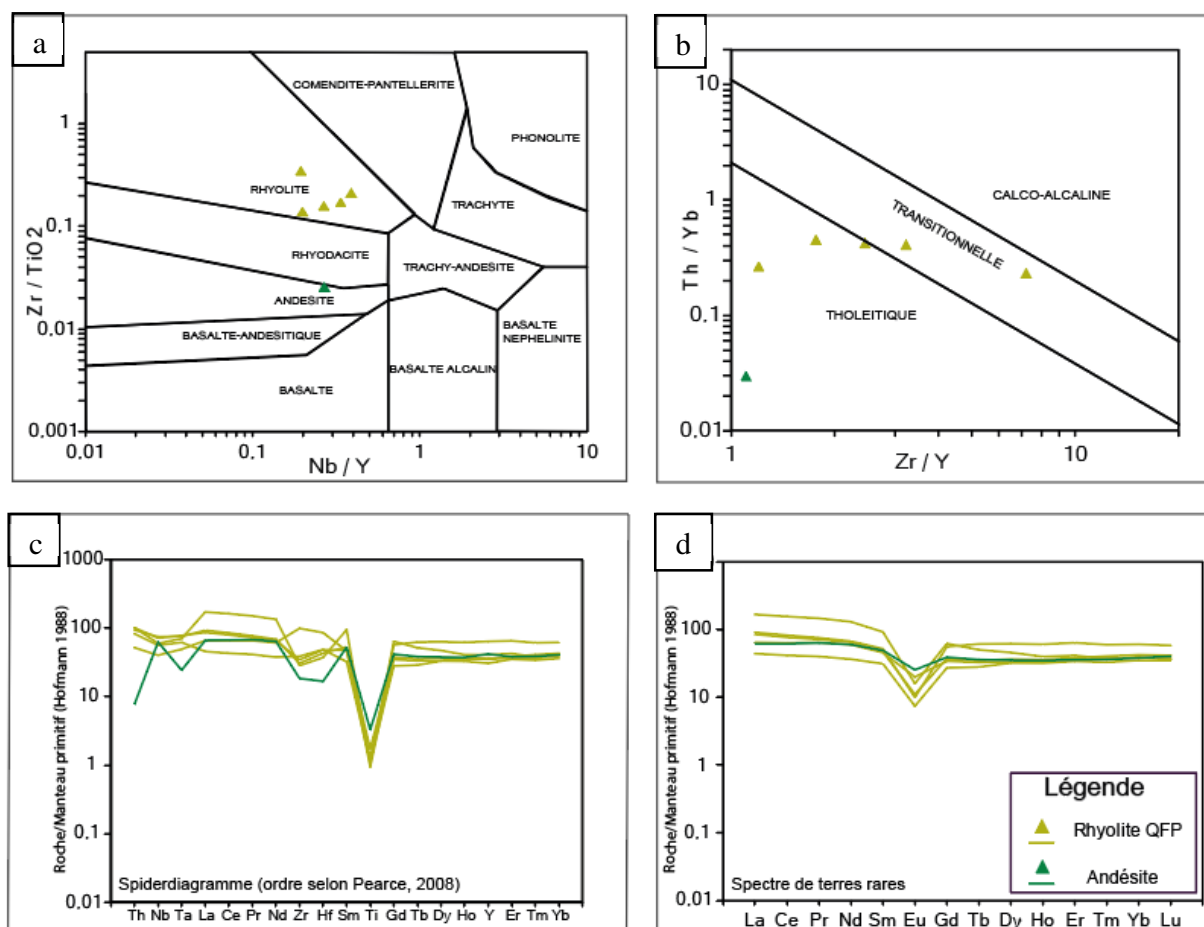 a
COMENDITE-PANTELLERITE
PHONOLITE
RHYOLITE
TRACHYTE
RHYODACITE
TRACHY-ANDESITE
ANDESITE
BASALTE-ANDESITIQUE
BASALTE
NEPHELINITE
BASALTE ALCALIN
BASALTE
1
0.1
0.01
0.001
Zr / TiO2
0.01
0.1
1
10
Nb / Y
b
CALCO-ALCALINE
TRANSITIONNELLE
THOLEITIQUE
10
1
0.1
0.01
Th / Yb
1
10
Zr / Y
c
1000
100
10
1
0.1
0.01
Roche/Manteau primitif (Hofmann 1988)
Spiderdiagramme (ordre selon Pearce, 2008)
Th Nb Ta La Ce Pr Nd Zr Hf Sm Ti Gd Tb Dy Ho Y Er Tm Yb
d
100
10
1
0.1
0.01
Roche/Manteau primitif (Hofmann 1988)
Légende
Rhyolite QFP
Andésite
Spectre de terres rares
La Ce Pr Nd Sm Eu Gd Tb Dy Ho Er Tm Yb Lu